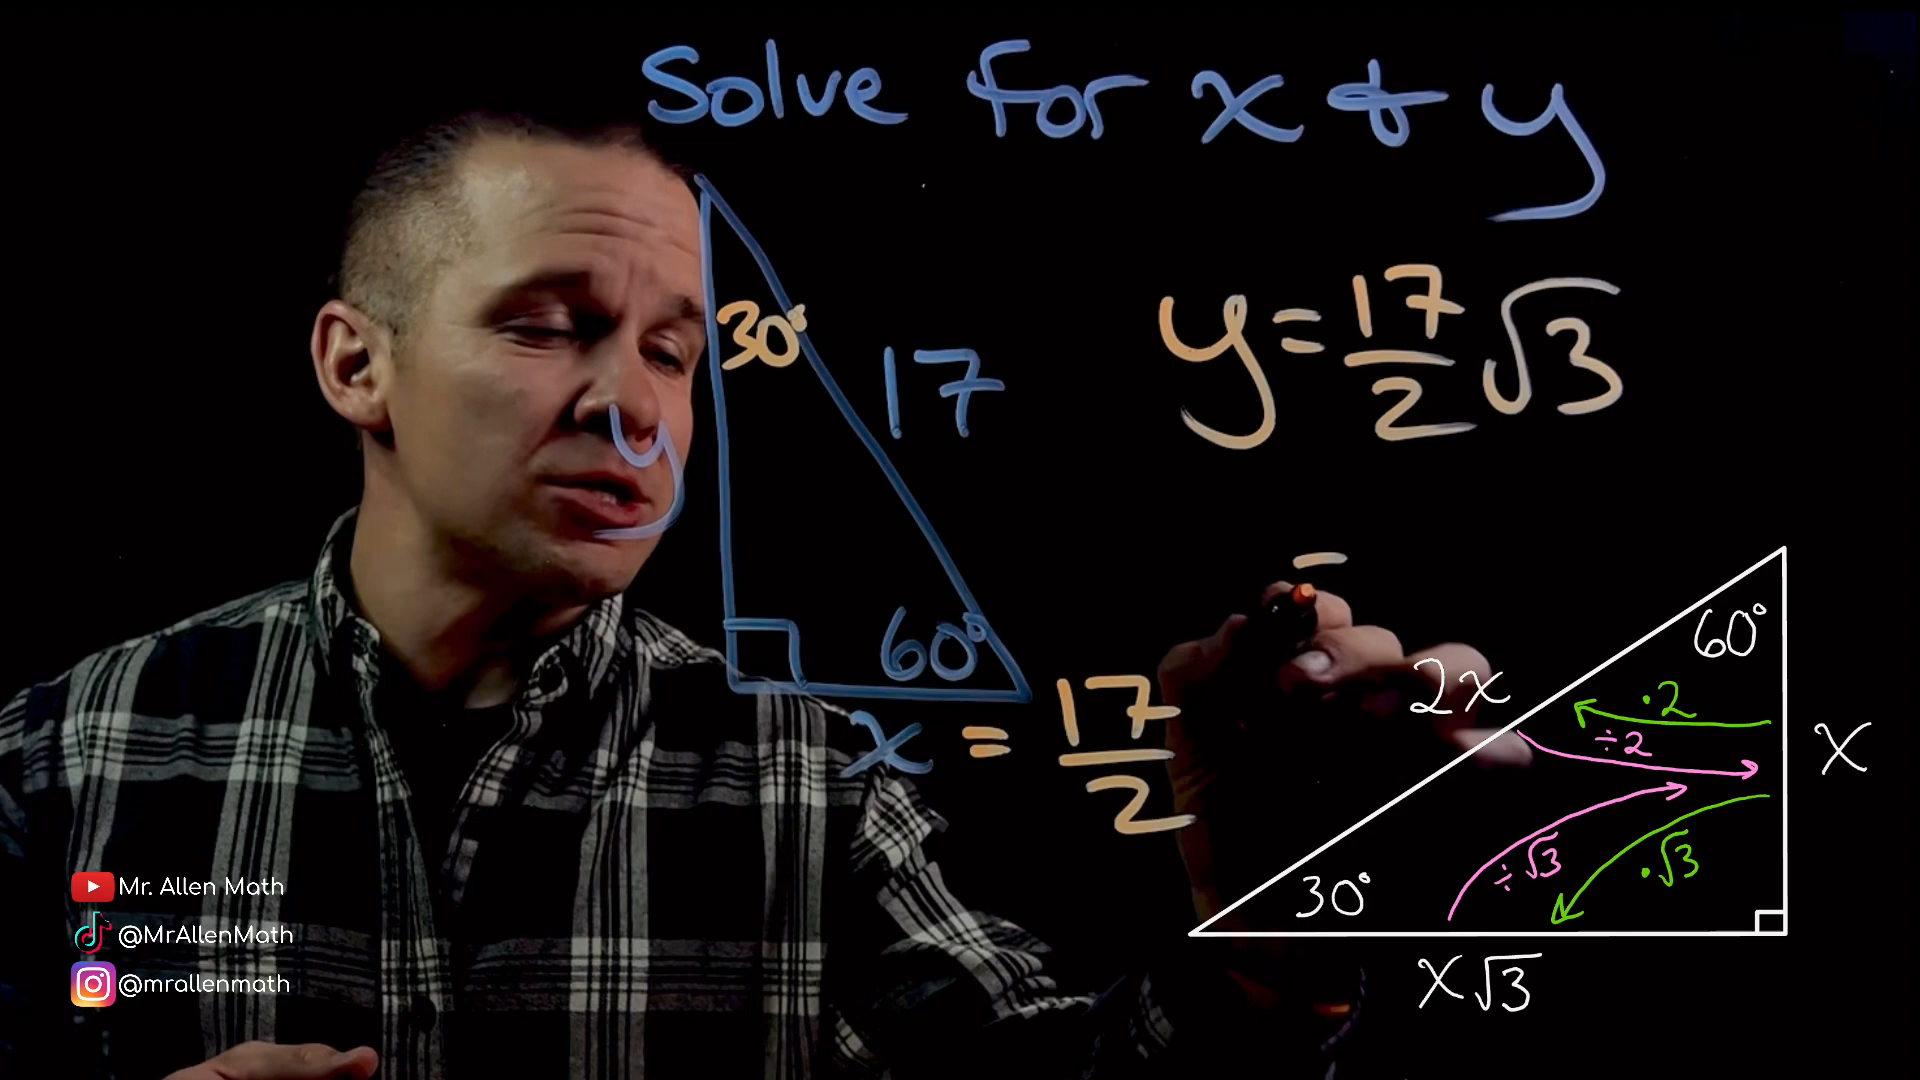 Solve for x & y
30°
17
y
60°
x = 17/2
y = 17/2 √3
=
60°
2x
·2
÷2
x
÷√3
·√3
30°
x√3
Mr. Allen Math
@MrAllenMath
@mrallenmath